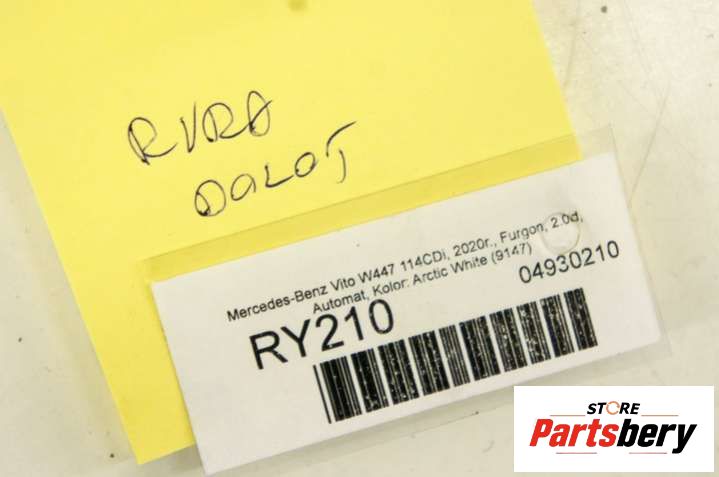 RURA
DOLOT
Mercedes-Benz Vito W447 114CDi, 2020r., Furgon, 2.0d,
Automat, Kolor: Arctic White (9147)
RY210
04930210
STORE
Partsbery